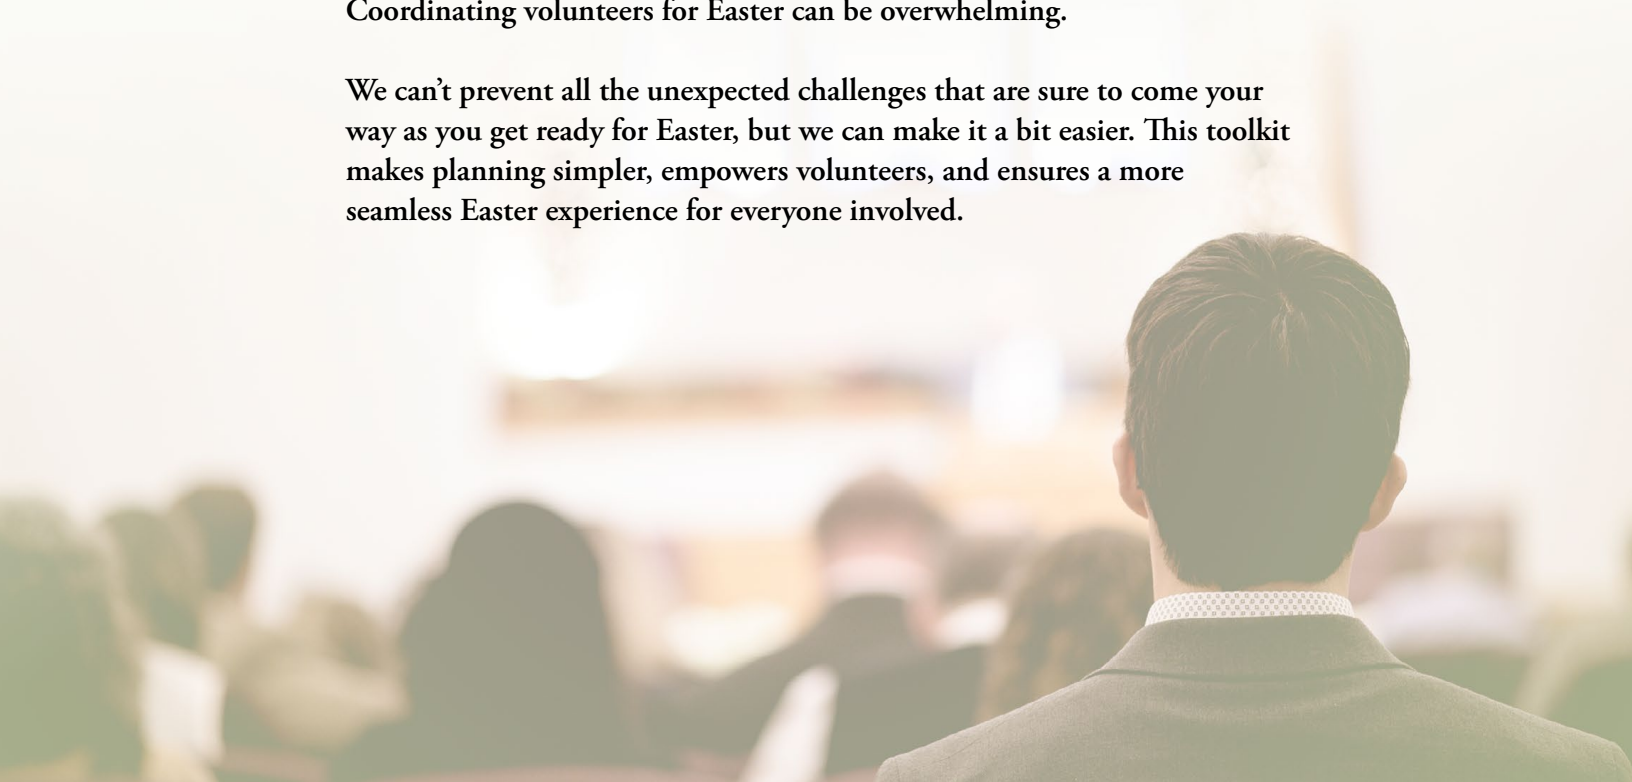 Coordinating volunteers for Easter can be overwhelming.
We can’t prevent all the unexpected challenges that are sure to come your
way as you get ready for Easter, but we can make it a bit easier. This toolkit
makes planning simpler, empowers volunteers, and ensures a more
seamless Easter experience for everyone involved.